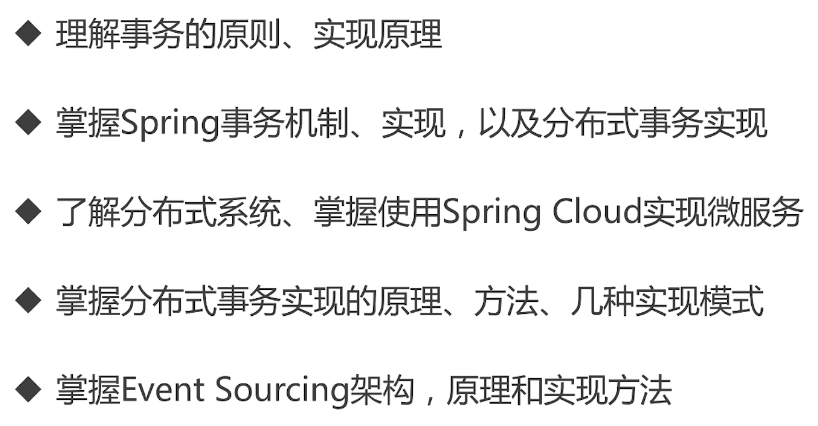 ◆ 理解事务的原则、实现原理
◆ 掌握Spring事务机制、实现，以及分布式事务实现
◆ 了解分布式系统、掌握使用Spring Cloud实现微服务
◆ 掌握分布式事务实现的原理、方法、几种实现模式
◆ 掌握Event Sourcing架构，原理和实现方法